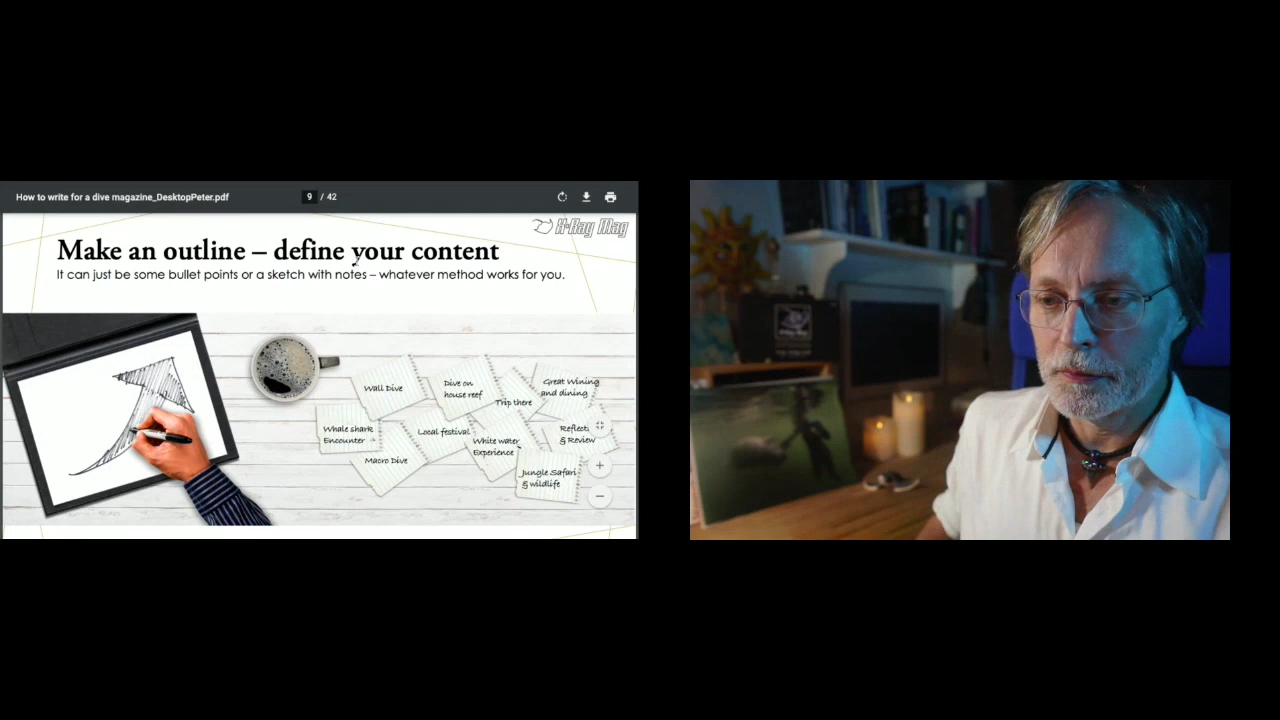 How to write for a dive magazine_DesktopPeter.pdf
9 / 42
X-Ray Mag
Make an outline – define your content
It can just be some bullet points or a sketch with notes – whatever method works for you.
Wall Dive
Dive on
house reef
Trip there
Great Wining
and dining
Whale shark
Encounter
Local festival
White water
Experience
Reflecti
& Review
Macro Dive
Jungle Safari
& wildlife